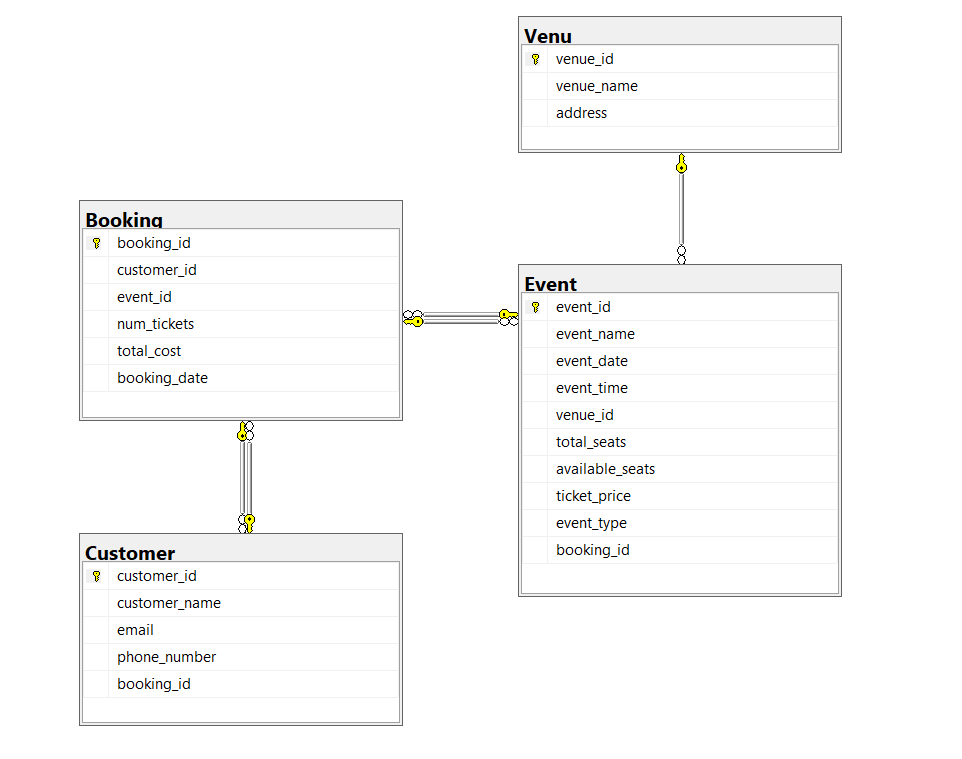 Venu
venue_id
venue_name
address
Booking
booking_id
customer_id
event_id
num_tickets
total_cost
booking_date
Event
event_id
event_name
event_date
event_time
venue_id
total_seats
available_seats
ticket_price
event_type
booking_id
Customer
customer_id
customer_name
email
phone_number
booking_id